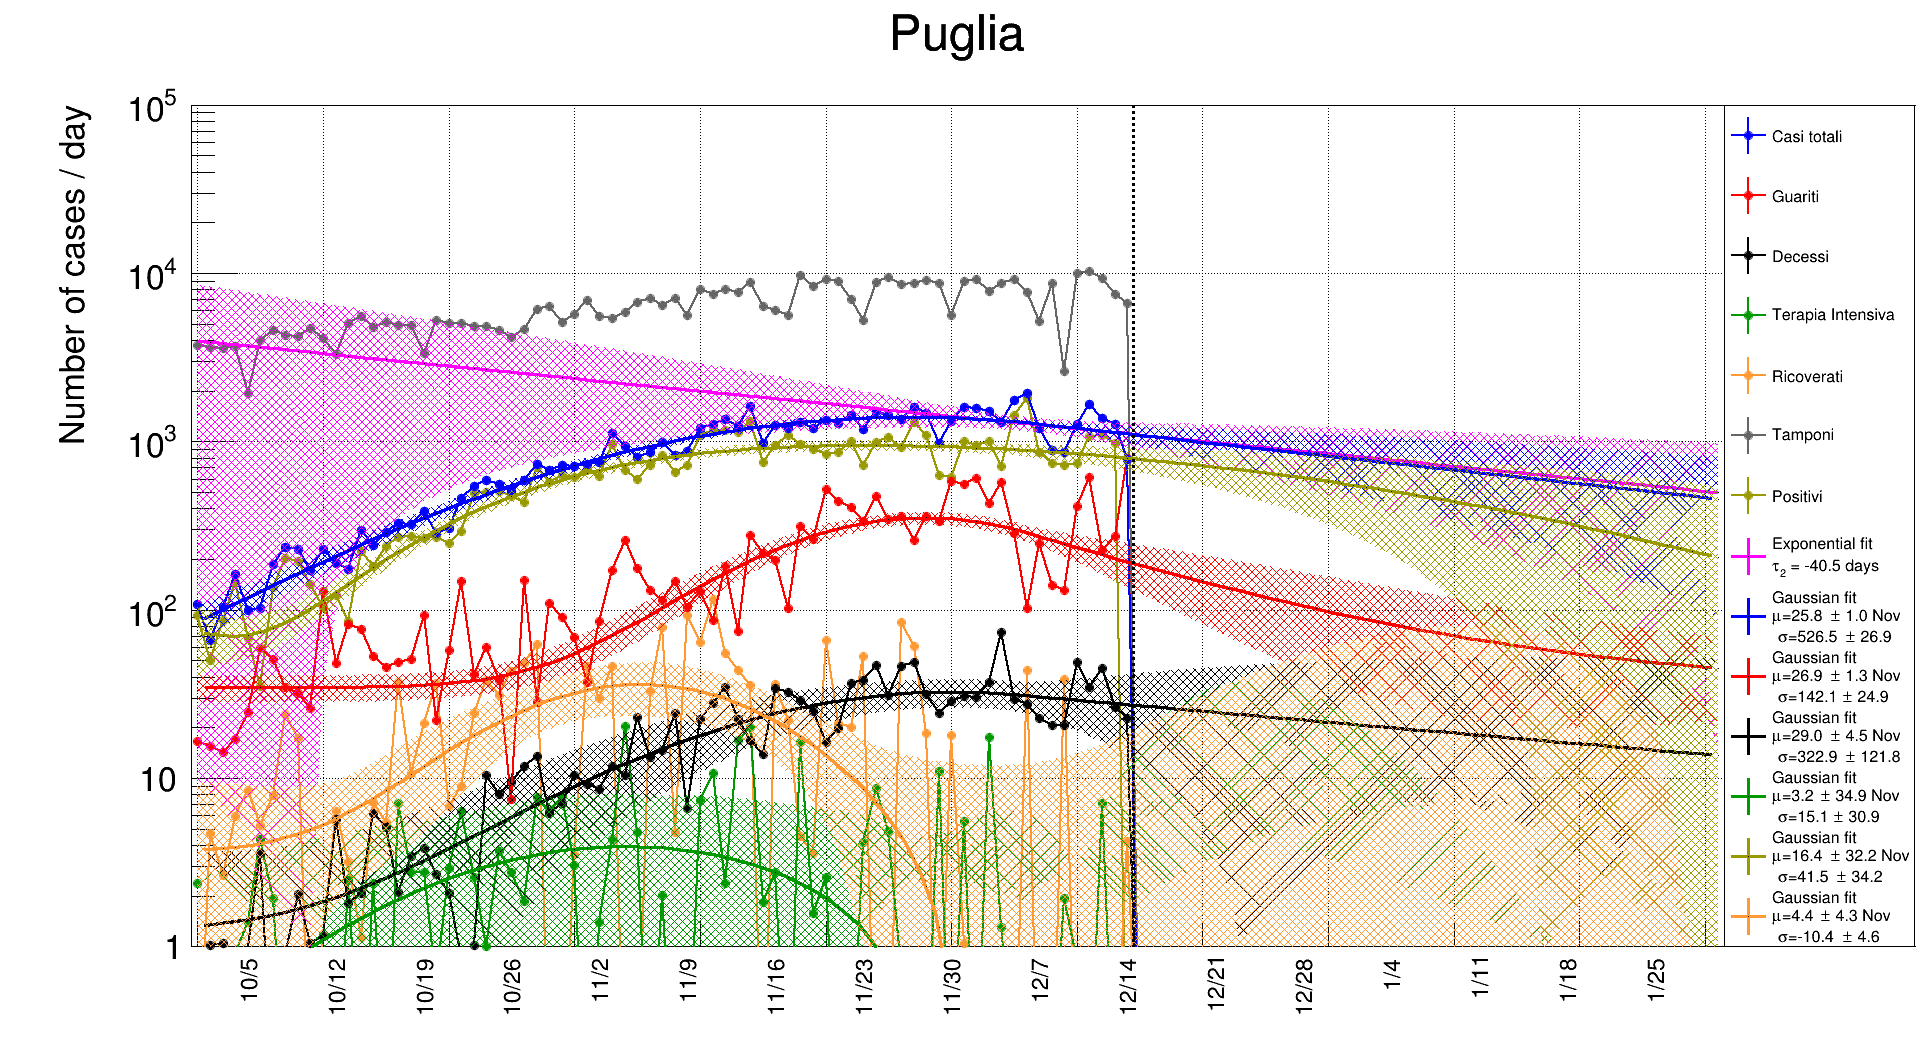 Puglia
Number of cases / day
10^5
10^4
10^3
10^2
10
1
10/5
10/12
10/19
10/26
11/2
11/9
11/16
11/23
11/30
12/7
12/14
12/21
12/28
1/4
1/11
1/18
1/25
Casi totali
Guariti
Decessi
Terapia Intensiva
Ricoverati
Tamponi
Positivi
Exponential fit
τ_2 = -40.5 days
Gaussian fit
μ=25.8 ± 1.0 Nov
σ=526.5 ± 26.9
Gaussian fit
μ=26.9 ± 1.3 Nov
σ=142.1 ± 24.9
Gaussian fit
μ=29.0 ± 4.5 Nov
σ=322.9 ± 121.8
Gaussian fit
μ=3.2 ± 34.9 Nov
σ=15.1 ± 30.9
Gaussian fit
μ=16.4 ± 32.2 Nov
σ=41.5 ± 34.2
Gaussian fit
μ=4.4 ± 4.3 Nov
σ=-10.4 ± 4.6